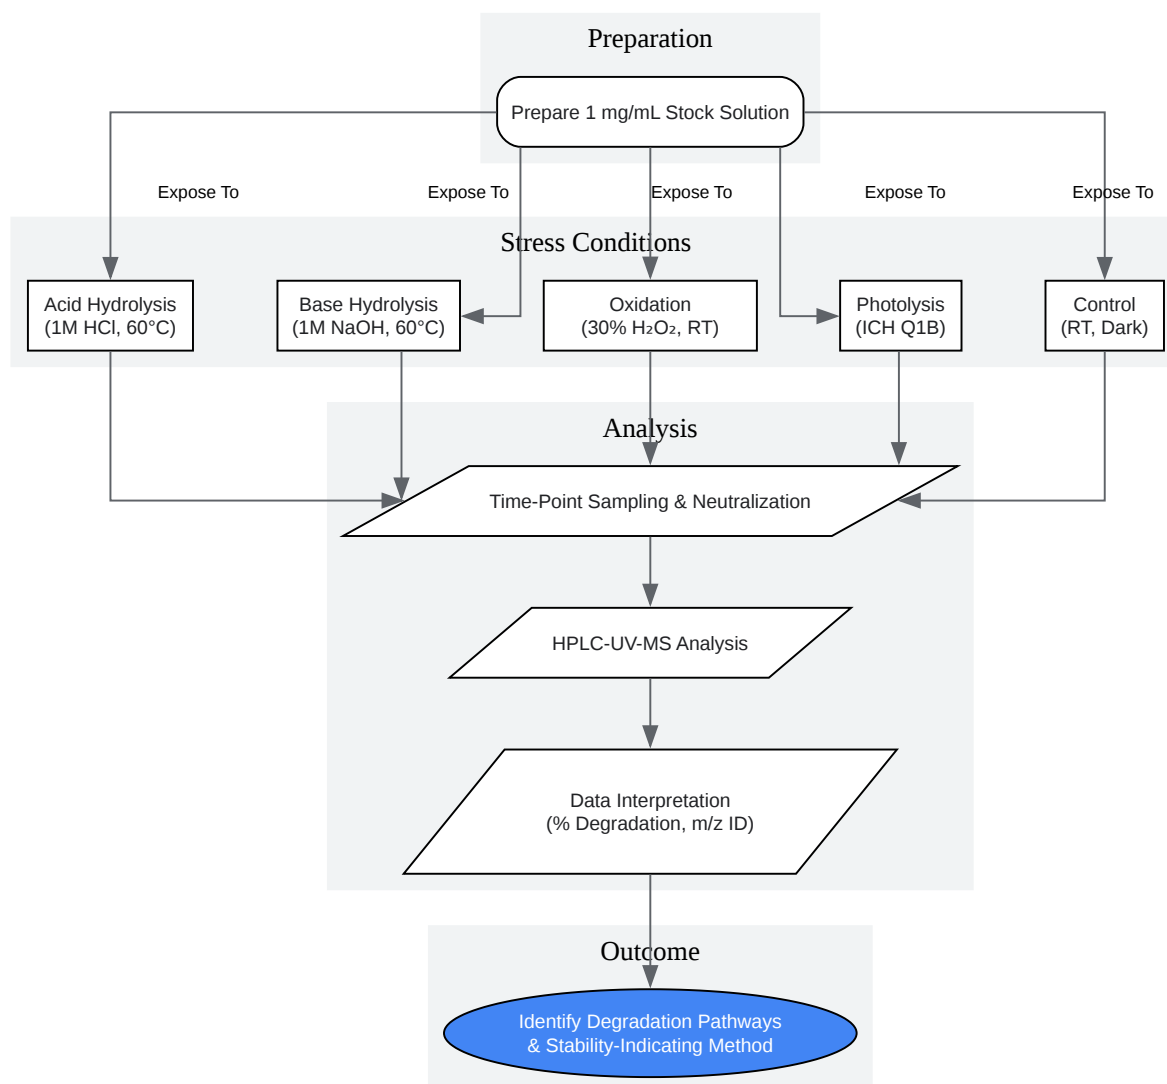 Preparation
Prepare 1 mg/mL Stock Solution
Expose To
Expose To
Expose To
Expose To
Expose To
Stress Conditions
Acid Hydrolysis
(1M HCl, 60°C)
Base Hydrolysis
(1M NaOH, 60°C)
Oxidation
(30% H₂O₂, RT)
Photolysis
(ICH Q1B)
Control
(RT, Dark)
Analysis
Time-Point Sampling & Neutralization
HPLC-UV-MS Analysis
Data Interpretation
(% Degradation, m/z ID)
Outcome
Identify Degradation Pathways
& Stability-Indicating Method